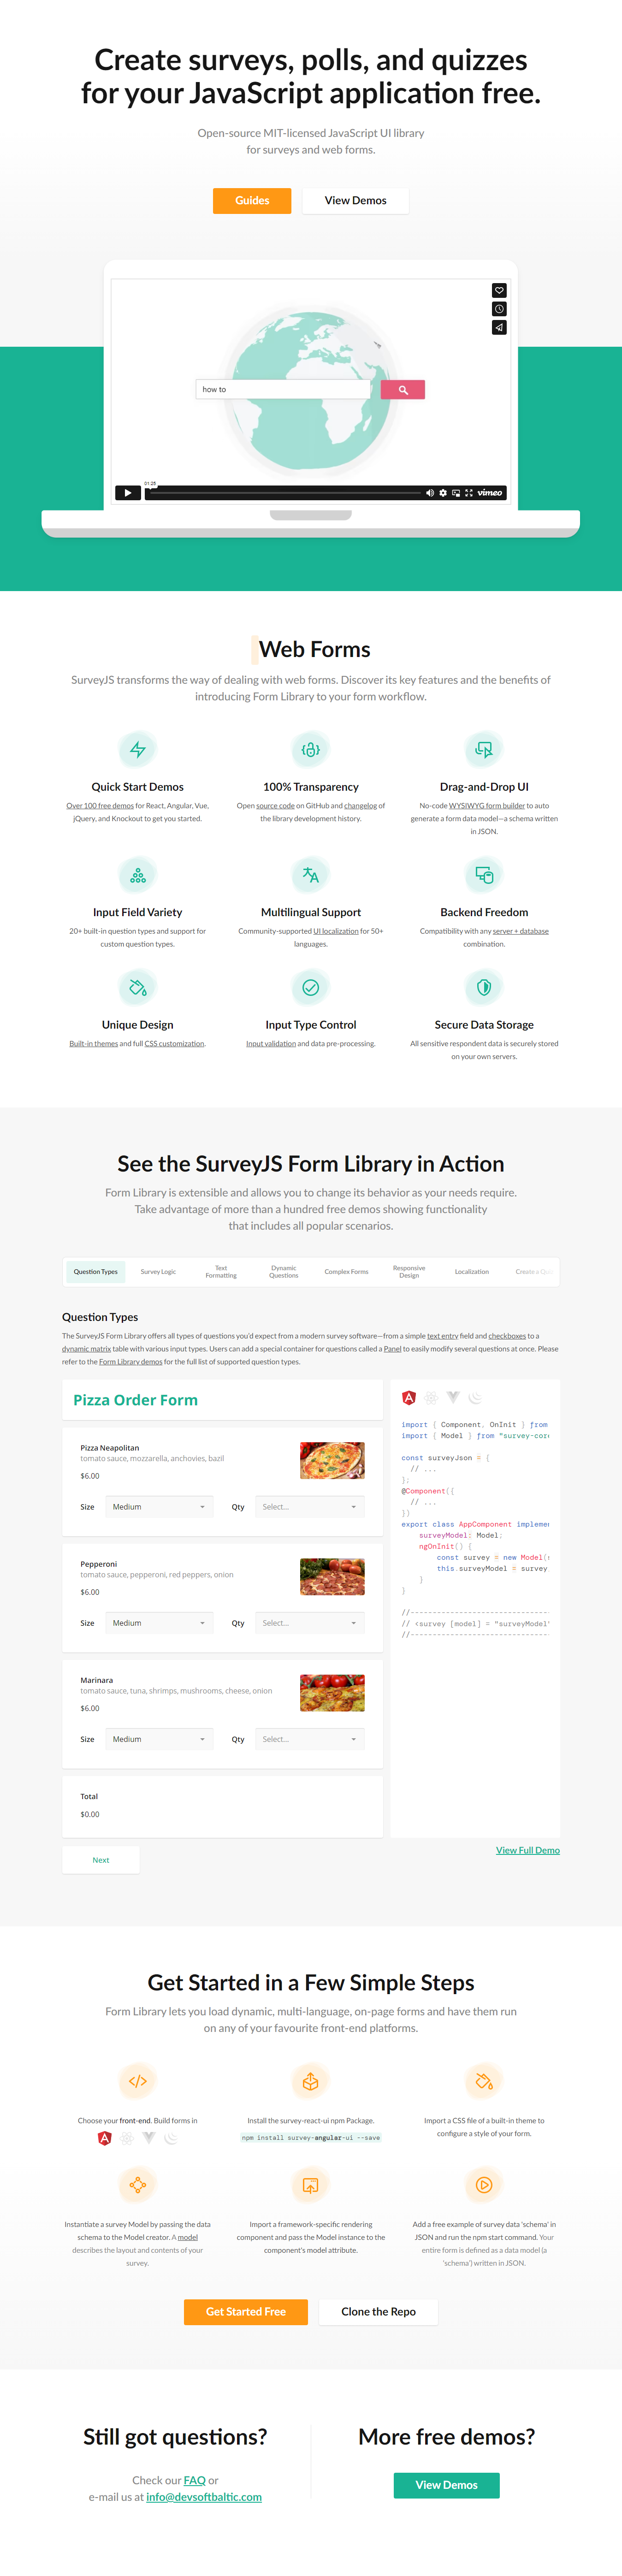 Create surveys, polls, and quizzes
for your JavaScript application free.
Open-source MIT-licensed JavaScript UI library
for surveys and web forms.
Guides
View Demos
how to
01:25
vimeo
Web Forms
SurveyJS transforms the way of dealing with web forms. Discover its key features and the benefits of
introducing Form Library to your form workflow.
Quick Start Demos
Over 100 free demos for React, Angular, Vue,
jQuery, and Knockout to get you started.
100% Transparency
Open source code on GitHub and changelog of
the library development history.
Drag-and-Drop UI
No-code WYSIWYG form builder to auto
generate a form data model—a schema written
in JSON.
Input Field Variety
20+ built-in question types and support for
custom question types.
Multilingual Support
Community-supported UI localization for 50+
languages.
Backend Freedom
Compatibility with any server + database
combination.
Unique Design
Built-in themes and full CSS customization.
Input Type Control
Input validation and data pre-processing.
Secure Data Storage
All sensitive respondent data is securely stored
on your own servers.
See the SurveyJS Form Library in Action
Form Library is extensible and allows you to change its behavior as your needs require.
Take advantage of more than a hundred free demos showing functionality
that includes all popular scenarios.
Question Types
Survey Logic
Text
Formatting
Dynamic
Questions
Complex Forms
Responsive
Design
Localization
Create a
Question Types
The SurveyJS Form Library offers all types of questions you'd expect from a modern survey software—from a simple text entry field and checkboxes to a
dynamic matrix table with various input types. Users can add a special container for questions called a Panel to easily modify several questions at once. Please
refer to the Form Library demos for the full list of supported question types.
Pizza Order Form
Pizza Neapolitan
tomato sauce, mozzarella, anchovies, bazil
$6.00
Size
Medium
Qty
Select...
Pepperoni
tomato sauce, pepperoni, red peppers, onion
$6.00
Size
Medium
Qty
Select...
Marinara
tomato sauce, tuna, shrimps, mushrooms, cheese, onion
$6.00
Size
Medium
Qty
Select...
Total
$0.00
Next
import { Component, OnInit } from
import { Model } from "survey-cor
const surveyJson = {
// ...
};
@Component({
// ...
})
export class AppComponent implemen
surveyModel: Model;
ngOnInit() {
const survey = new Model(s
this.surveyModel = survey
}
}
//-------------------------------
// <survey [model] = "surveyModel"
//-------------------------------
View Full Demo
Get Started in a Few Simple Steps
Form Library lets you load dynamic, multi-language, on-page forms and have them run
on any of your favourite front-end platforms.
Choose your front-end. Build forms in
Install the survey-react-ui npm Package.
npm install survey-angular-ui --save
Import a CSS file of a built-in theme to
configure a style of your form.
Instantiate a survey Model by passing the data
schema to the Model creator. A model
describes the layout and contents of your
survey.
Import a framework-specific rendering
component and pass the Model instance to the
component's model attribute.
Add a free example of survey data 'schema' in
JSON and run the npm start command. Your
entire form is defined as a data model (a
'schema') written in JSON.
Get Started Free
Clone the Repo
Still got questions?
Check our FAQ or
e-mail us at info@devsoftbaltic.com
More free demos?
View Demos